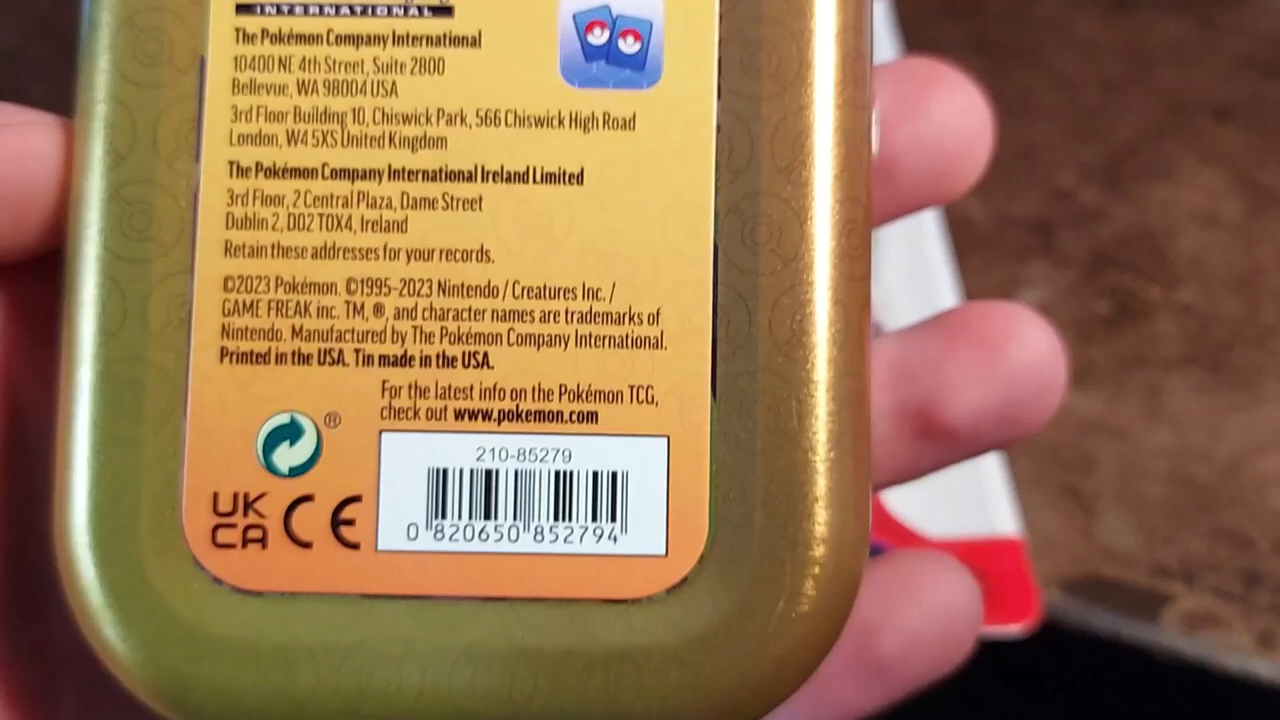 INTERNATIONAL
The Pokémon Company International
10400 NE 4th Street, Suite 2800
Bellevue, WA 98004 USA
3rd Floor Building 10, Chiswick Park, 566 Chiswick High Road
London, W4 5XS United Kingdom
The Pokémon Company International Ireland Limited
3rd Floor, 2 Central Plaza, Dame Street
Dublin 2, D02 T0X4, Ireland
Retain these addresses for your records.
©2023 Pokémon. ©1995–2023 Nintendo / Creatures Inc. /
GAME FREAK inc. TM, ®, and character names are trademarks of
Nintendo. Manufactured by The Pokémon Company International.
Printed in the USA. Tin made in the USA.
For the latest info on the Pokémon TCG,
check out www.pokemon.com
®
UK
CA CE
210-85279
0 820650 852794